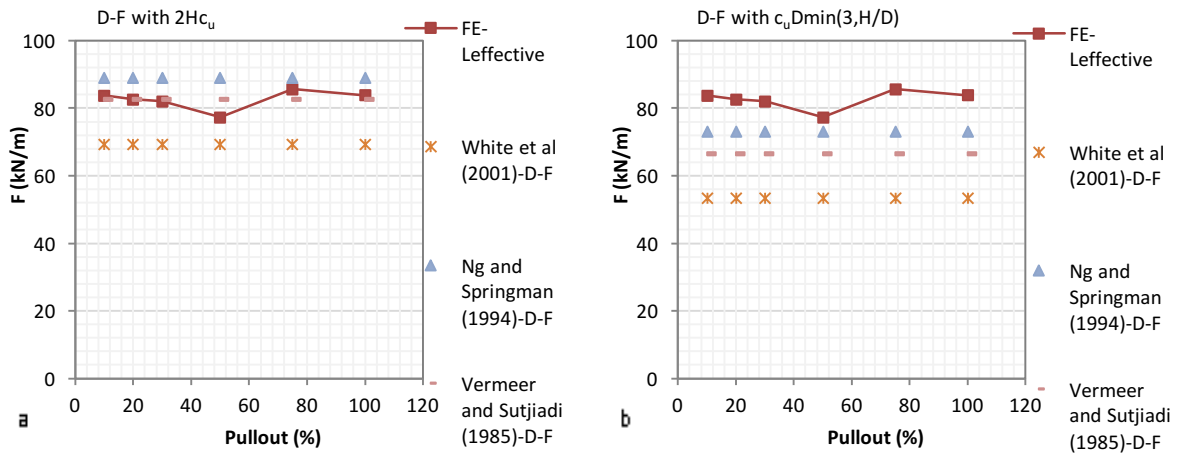 D-F with 2Hcu
F (kN/m)
100
80
60
40
20
0
0 20 40 60 80 100 120
Pullout (%)
a
FE-
Leffective
White et al
(2001)-D-F
Ng and
Springman
(1994)-D-F
Vermeer
and Sutjiadi
(1985)-D-F
D-F with cuDmin(3,H/D)
F (kN/m)
100
80
60
40
20
0
0 20 40 60 80 100 120
Pullout (%)
b
FE-
Leffective
White et al
(2001)-D-F
Ng and
Springman
(1994)-D-F
Vermeer
and Sutjiadi
(1985)-D-F